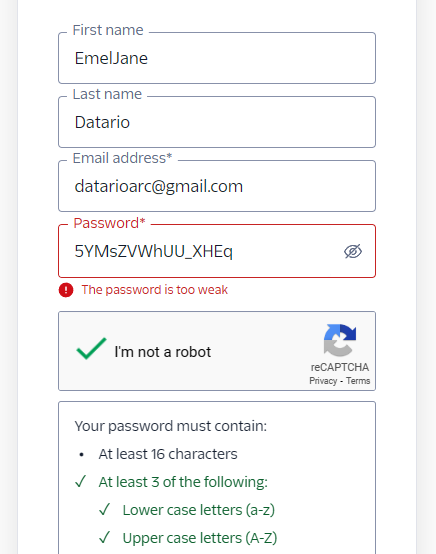 First name
EmelJane
Last name
Datario
Email address*
datarioarc@gmail.com
Password*
5YMsZVWhUU_XHEq
The password is too weak
I'm not a robot
reCAPTCHA
Privacy - Terms
Your password must contain:
• At least 16 characters
✓ At least 3 of the following:
✓ Lower case letters (a-z)
✓ Upper case letters (A-Z)